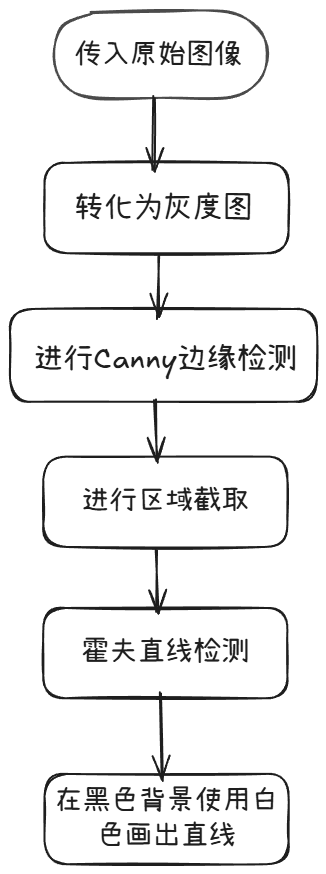 传入原始图像
转化为灰度图
进行Canny边缘检测
进行区域截取
霍夫直线检测
在黑色背景使用白
色画出直线